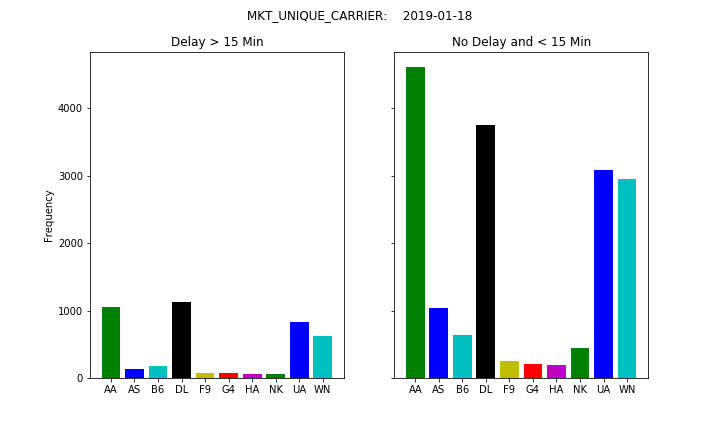 MKT_UNIQUE_CARRIER:    2019-01-18
Delay > 15 Min
No Delay and < 15 Min
Frequency
4000
3000
2000
1000
0
AA AS B6 DL F9 G4 HA NK UA WN
AA AS B6 DL F9 G4 HA NK UA WN